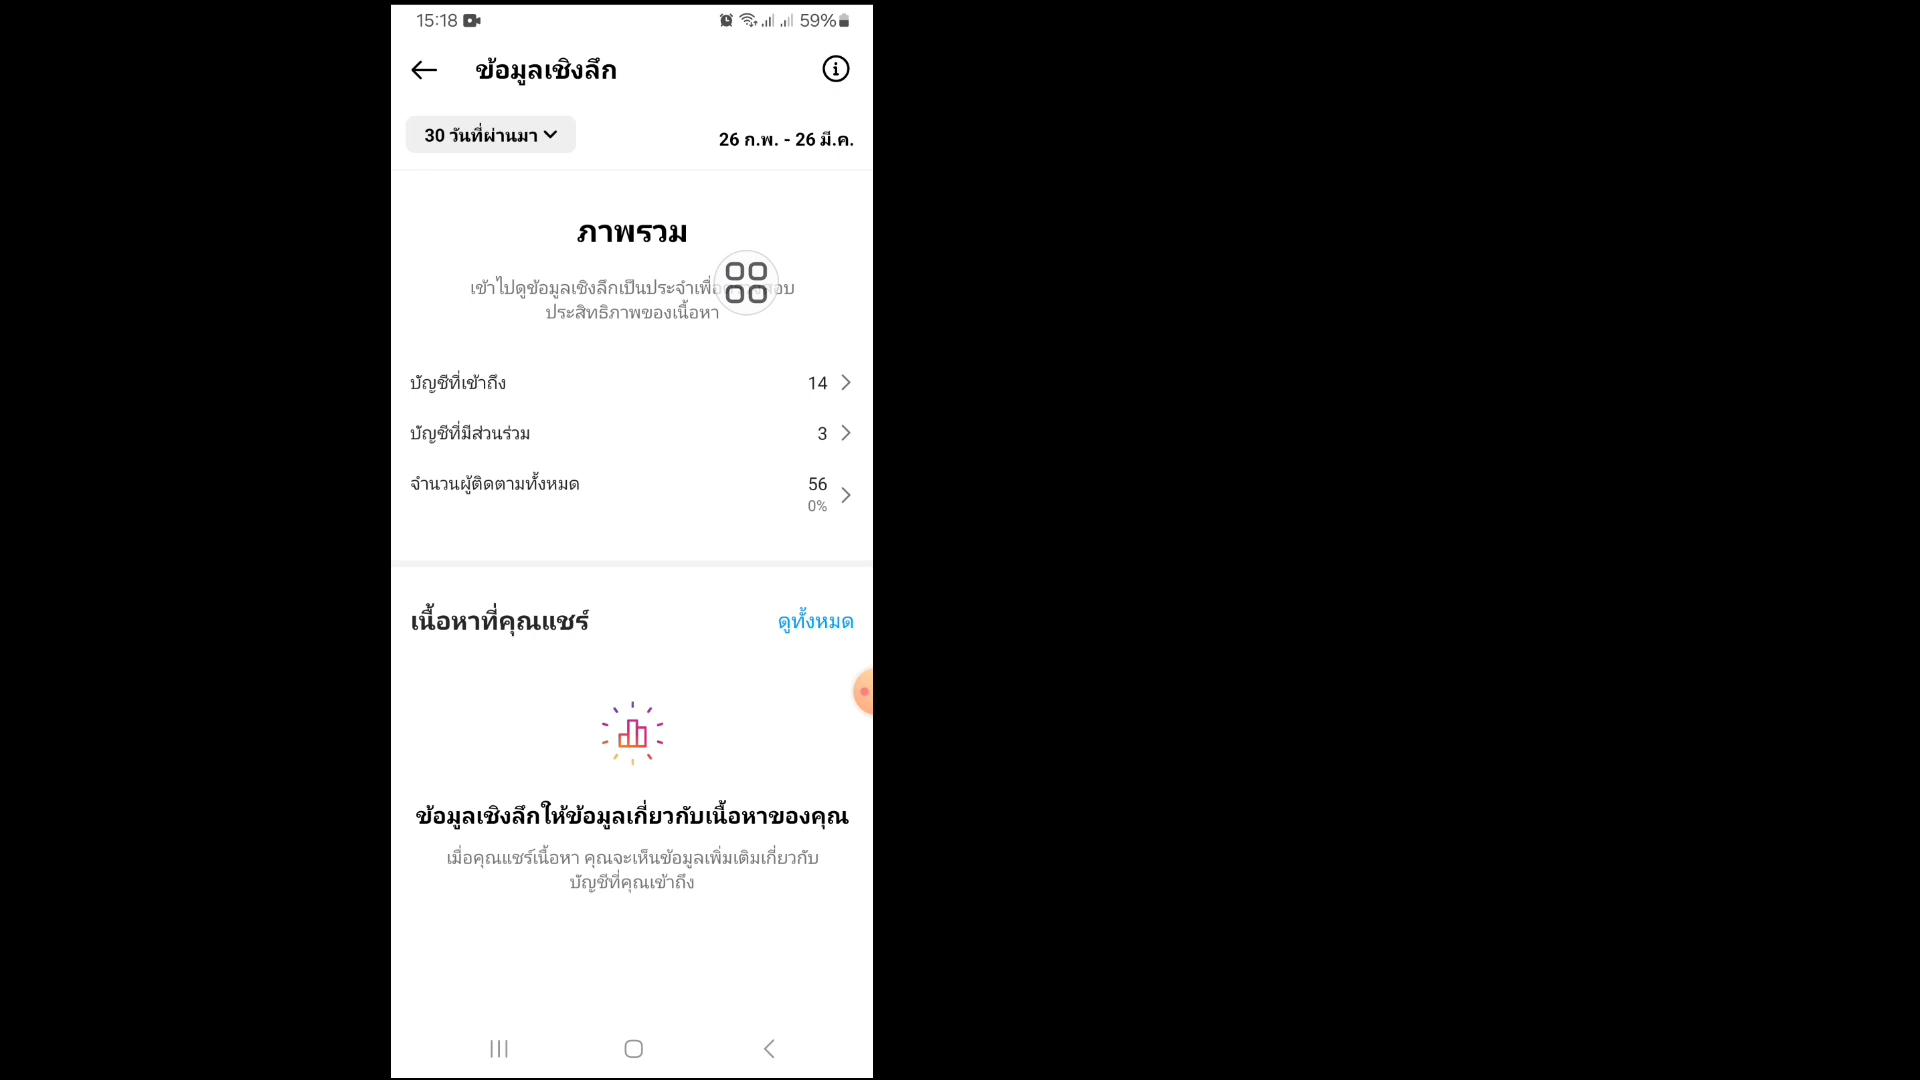 15:18
59%
ข้อมูลเชิงลึก
30 วันที่ผ่านมา
26 ก.พ. - 26 มี.ค.
ภาพรวม
เข้าไปดูข้อมูลเชิงลึกเป็นประจำเพื่อ
ประสิทธิภาพของเนื้อหา
บัญชีที่เข้าถึง 14
บัญชีที่มีส่วนร่วม 3
จำนวนผู้ติดตามทั้งหมด 56
0%
เนื้อหาที่คุณแชร์ ดูทั้งหมด
ข้อมูลเชิงลึกให้ข้อมูลเกี่ยวกับเนื้อหาของคุณ
เมื่อคุณแชร์เนื้อหา คุณจะเห็นข้อมูลเพิ่มเติมเกี่ยวกับ
บัญชีที่คุณเข้าถึง